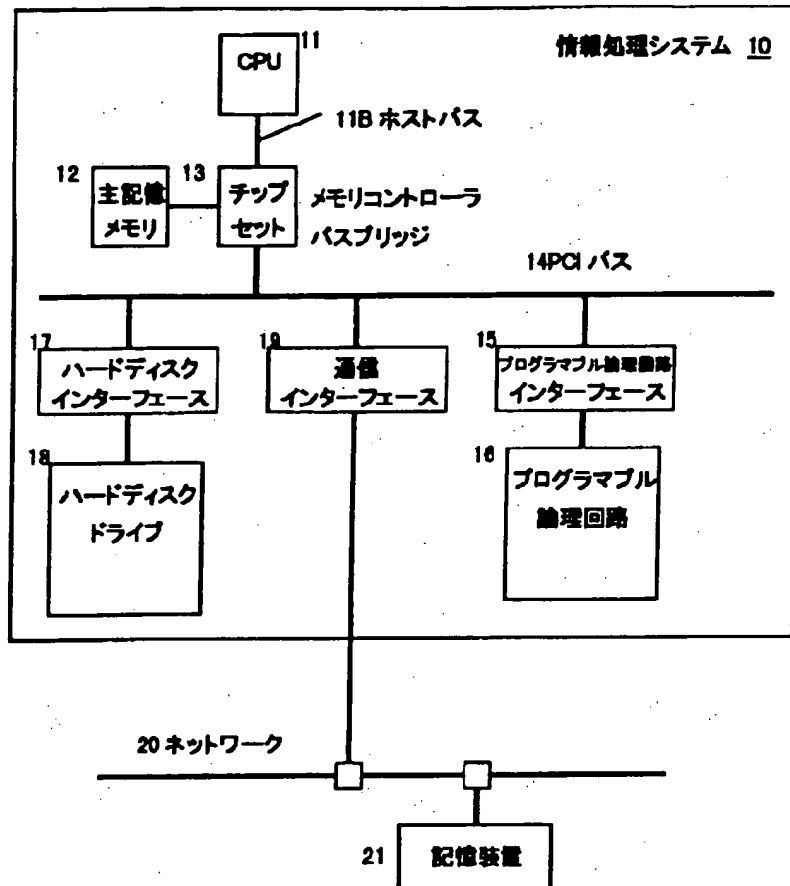 情報処理システム 10
11
CPU
11B ホストバス
12
主記憶
メモリ
13
チップ
セット
メモリコントローラ
バスブリッジ
14PCI バス
17
ハードディスク
インターフェース
19
通信
インターフェース
15
プログラマブル論理回路
インターフェース
18
ハードディスク
ドライブ
16
プログラマブル
論理回路
20 ネットワーク
21
記憶装置